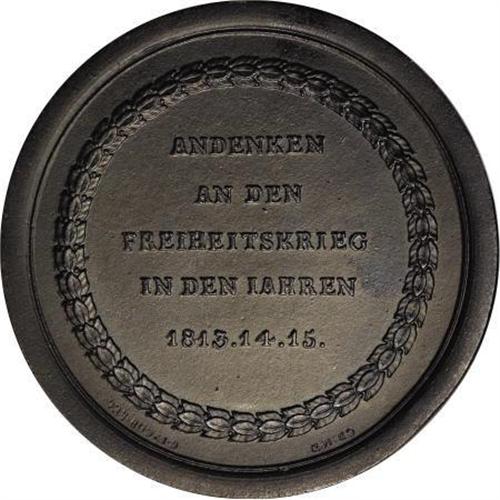 ANDENKEN
AN DEN
FREIHEITSKRIEG
IN DEN IAHREN
1813.14.15.